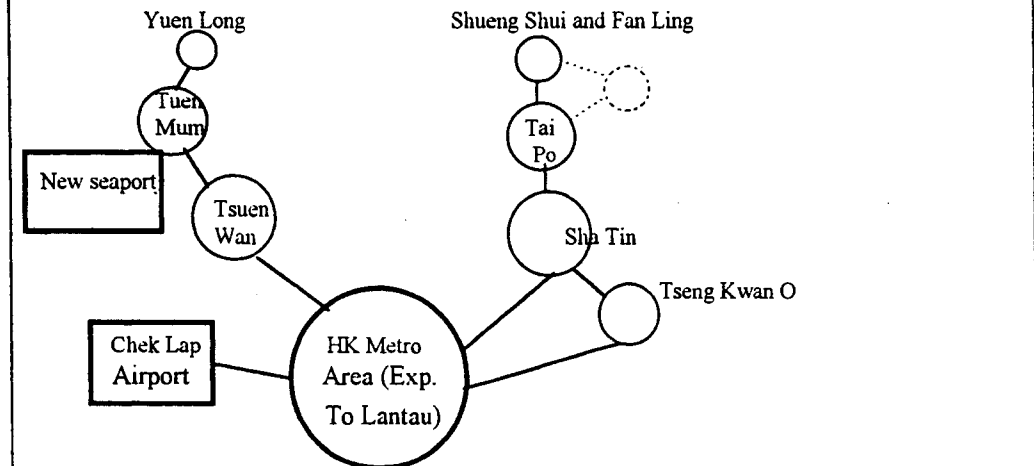 Yuen Long
Shueng Shui and Fan Ling
Tuen
Mum
Tai
Po
New seaport
Tsuen
Wan
Sha Tin
Tseng Kwan O
Chek Lap
Airport
HK Metro
Area (Exp.
To Lantau)